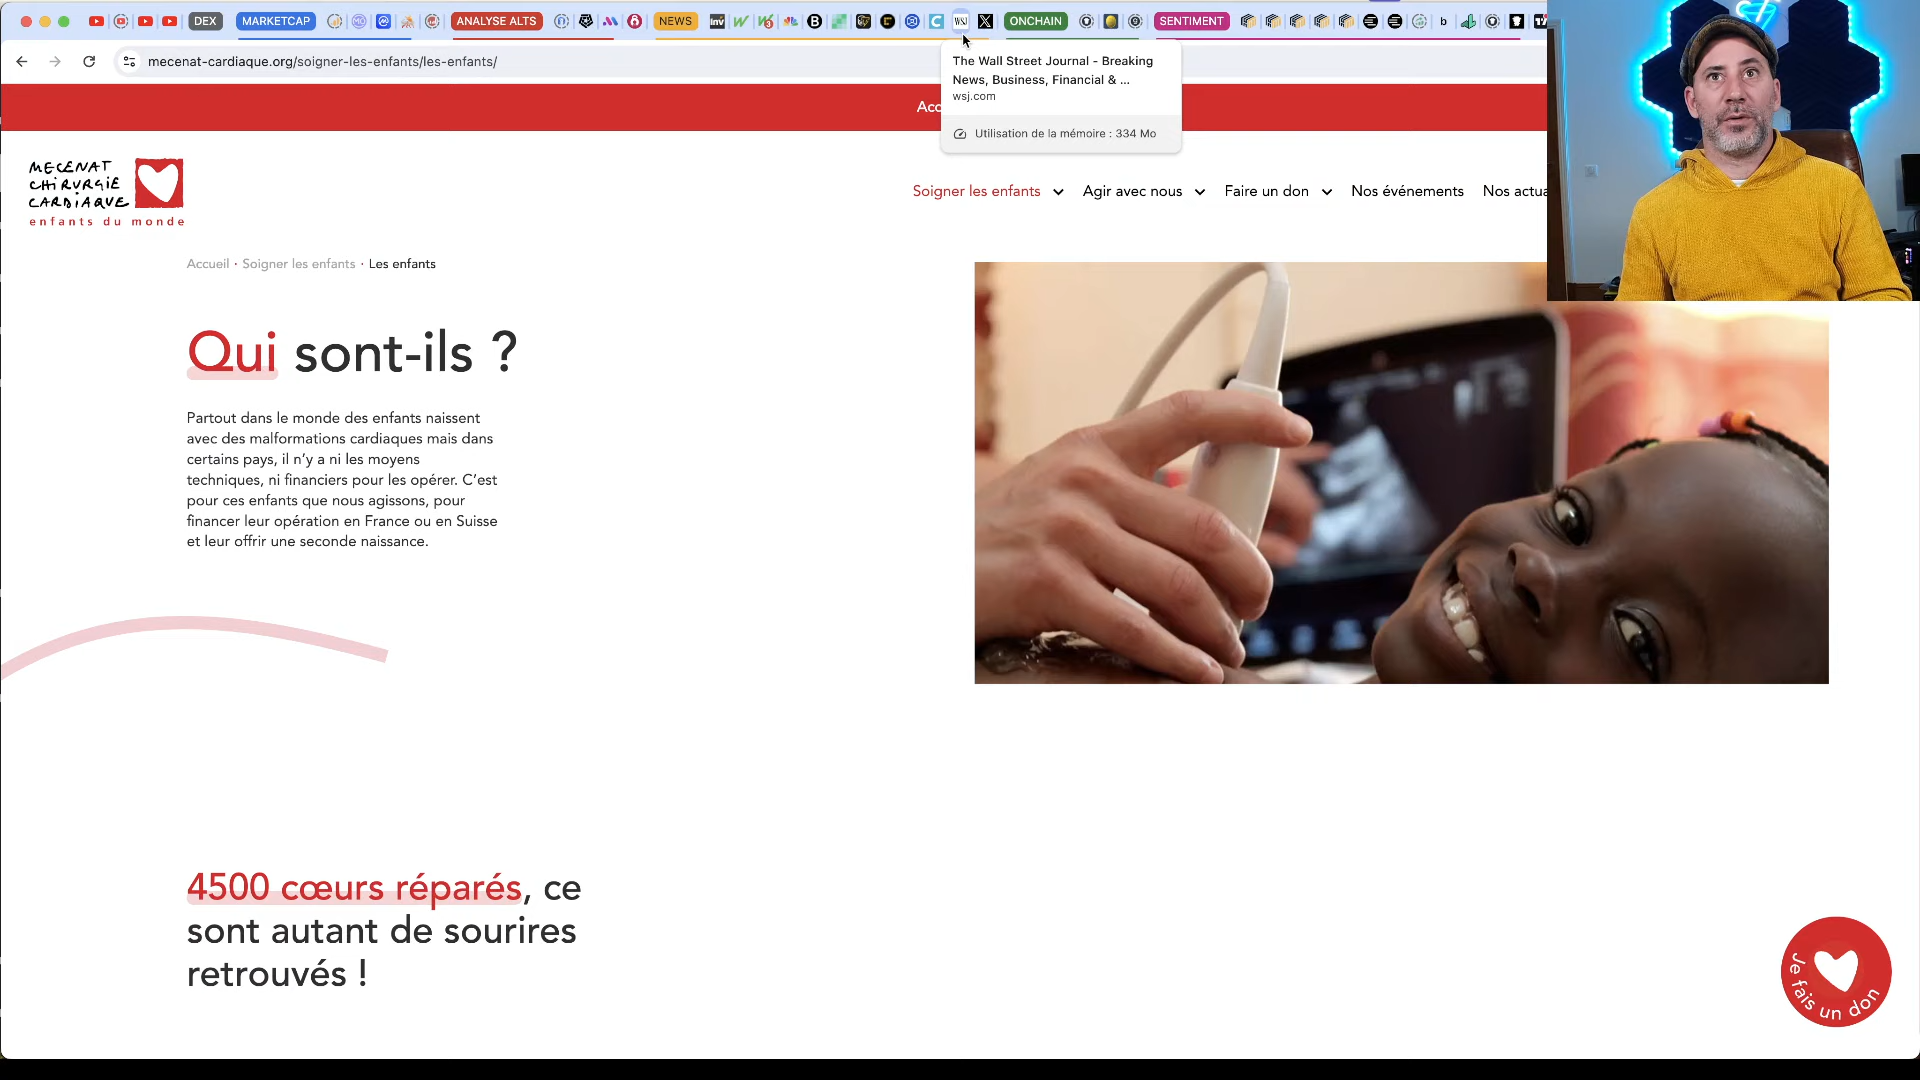 DEX
MARKETCAP
ANALYSE ALTS
NEWS
WSJ
ONCHAIN
SENTIMENT
mecenat-cardiaque.org/soigner-les-enfants/les-enfants/
The Wall Street Journal - Breaking
News, Business, Financial & ...
wsj.com
Utilisation de la mémoire : 334 Mo
MECENAT
CHIRURGIE
CARDIAQUE
enfants du monde
Soigner les enfants
Agir avec nous
Faire un don
Nos événements
Nos actua
Accueil · Soigner les enfants · Les enfants
Qui sont-ils ?
Partout dans le monde des enfants naissent
avec des malformations cardiaques mais dans
certains pays, il n’y a ni les moyens
techniques, ni financiers pour les opérer. C’est
pour ces enfants que nous agissons, pour
financer leur opération en France ou en Suisse
et leur offrir une seconde naissance.
4500 cœurs réparés, ce
sont autant de sourires
retrouvés !
Je fais un don